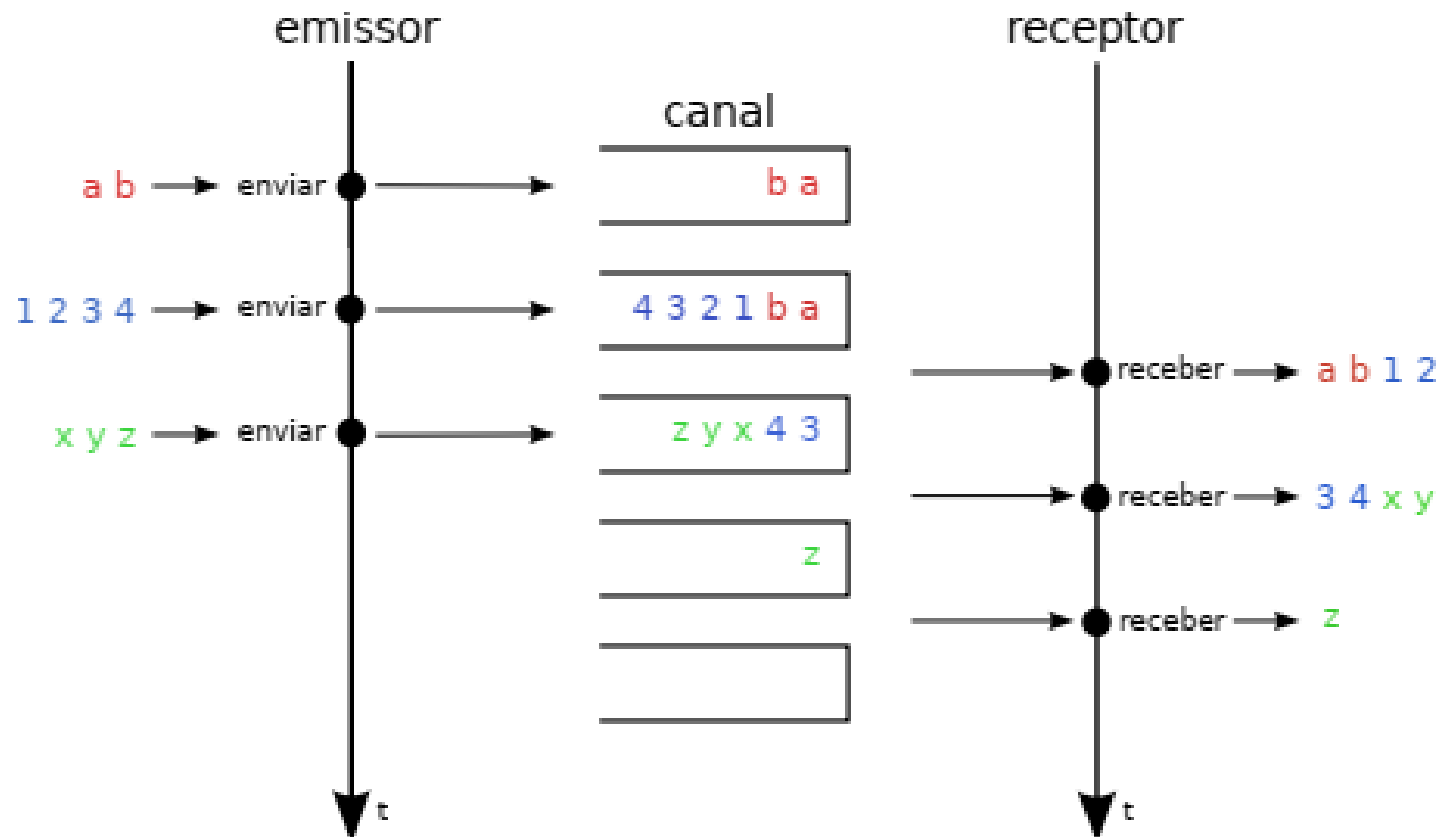 emissor
receptor
canal
a b enviar b a
1 2 3 4 enviar 4 3 2 1 b a
receber a b 1 2
x y z enviar z y x 4 3
receber 3 4 x y
z
receber z
t
t